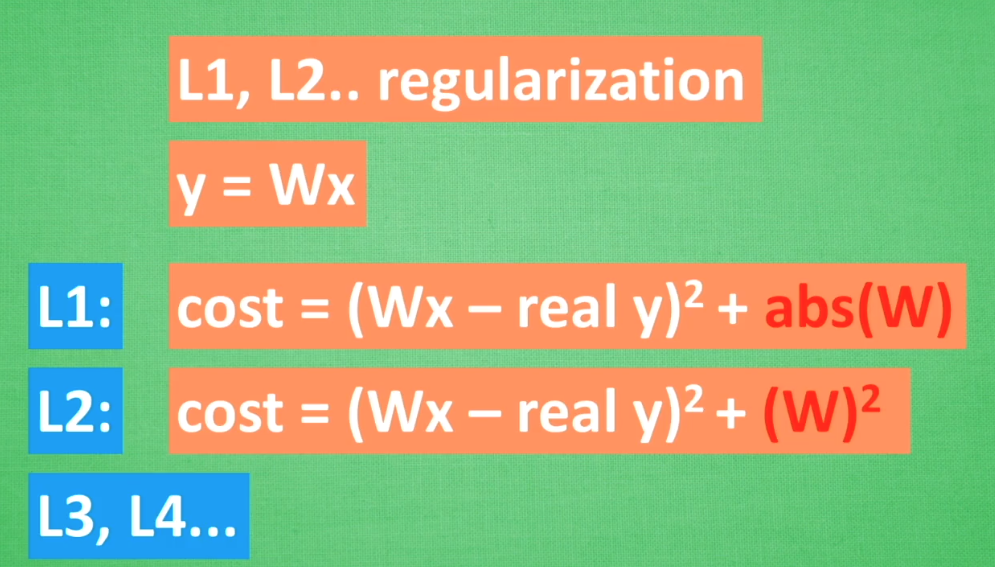 L1, L2.. regularization
y = Wx
L1: cost = (Wx – real y)² + abs(W)
L2: cost = (Wx – real y)² + (W)²
L3, L4...